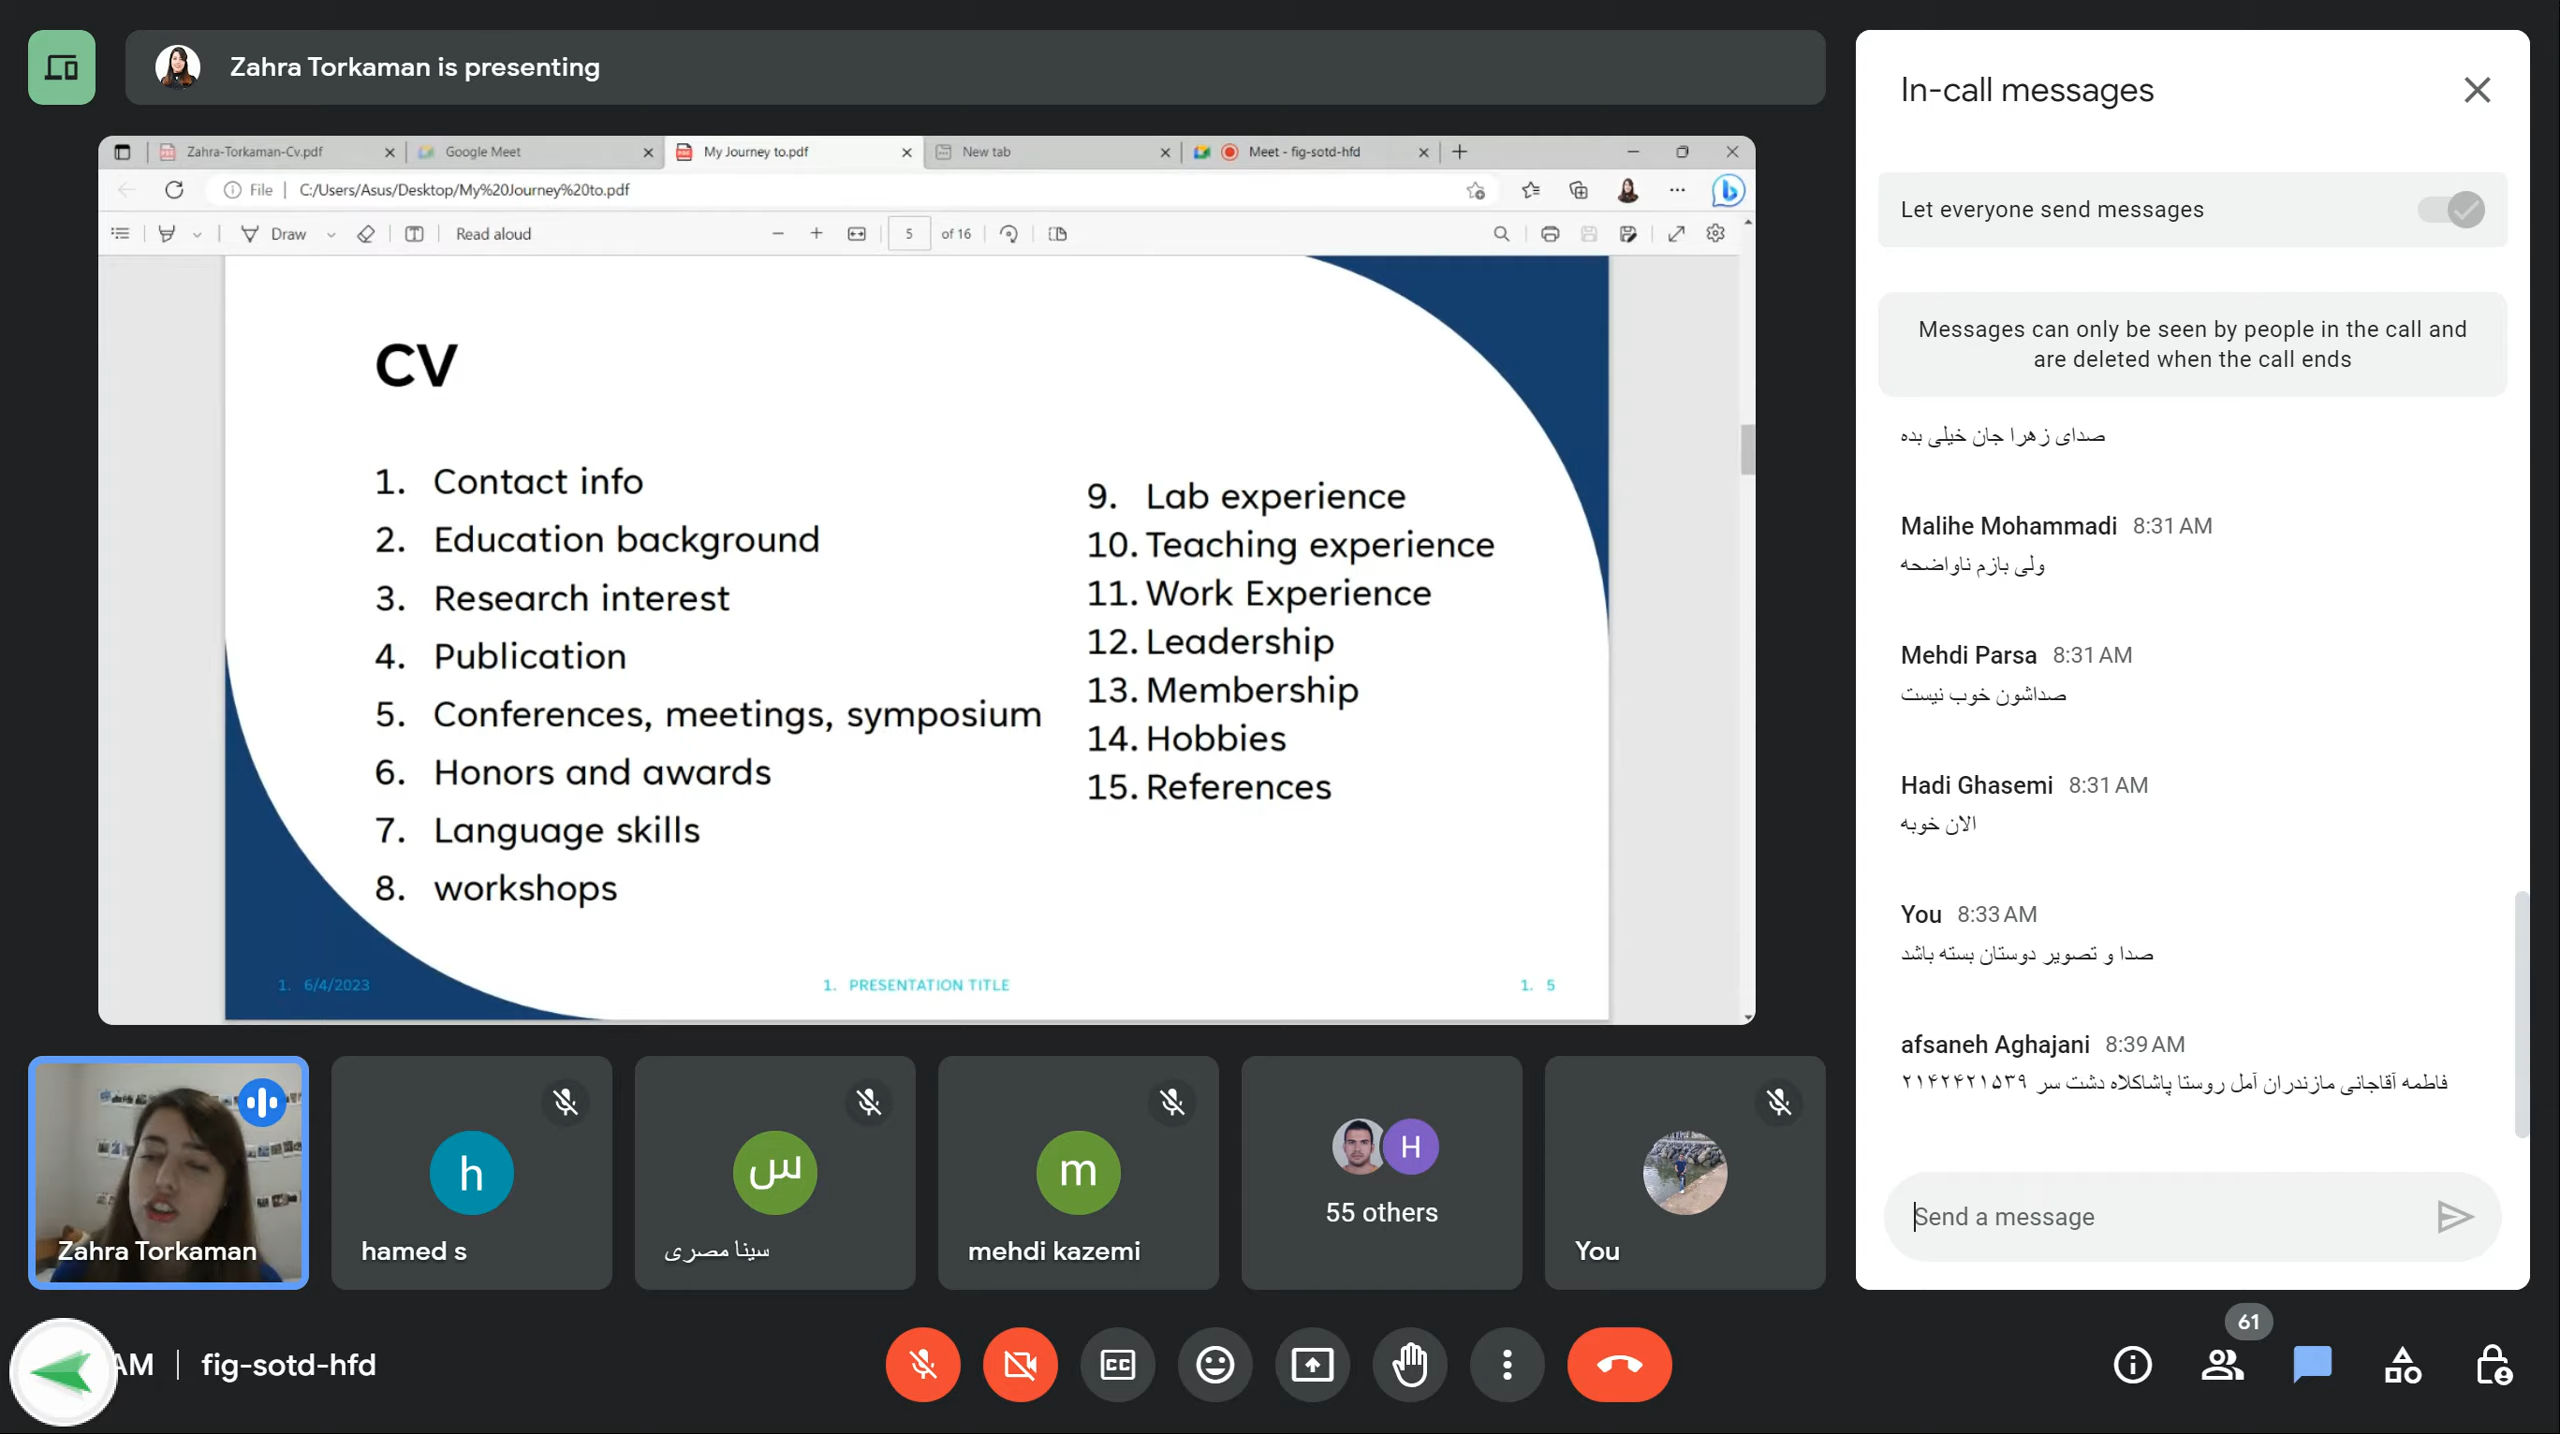 Zahra Torkaman is presenting
Zahra-Torkaman-Cv.pdf
Google Meet
My Journey to.pdf
New tab
Meet - fig-sotd-hfd
File
C:/Users/Asus/Desktop/My%20Journey%20to.pdf
Draw
Read aloud
5 of 16
CV
1. Contact info
2. Education background
3. Research interest
4. Publication
5. Conferences, meetings, symposium
6. Honors and awards
7. Language skills
8. workshops
9. Lab experience
10. Teaching experience
11. Work Experience
12. Leadership
13. Membership
14. Hobbies
15. References
1. 6/4/2023
1. PRESENTATION TITLE
1. 5
Zahra Torkaman
h
hamed s
س
سینا مصری
m
mehdi kazemi
H
55 others
You
AM | fig-sotd-hfd
CC
In-call messages
Let everyone send messages
Messages can only be seen by people in the call and
are deleted when the call ends
صدای زهرا جان خیلی بده
Malihe Mohammadi 8:31 AM
ولی بازم ناواضحه
Mehdi Parsa 8:31 AM
صداشون خوب نیست
Hadi Ghasemi 8:31 AM
الان خوبه
You 8:33 AM
صدا و تصویر دوستان بسته باشد
afsaneh Aghajani 8:39 AM
فاطمه آقاجانی مازندران آمل روستا پاشاکلاه دشت سر ۲۱۴۲۴۲۱۵۳۹
Send a message
61